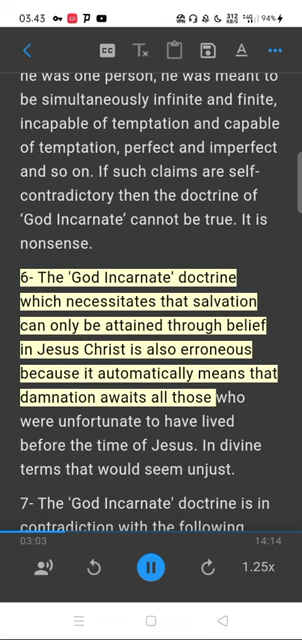 03.43
312 KB/S
4G
94%
CC
T×
A
he was one person, he was meant to
be simultaneously infinite and finite,
incapable of temptation and capable
of temptation, perfect and imperfect
and so on. If such claims are self-
contradictory then the doctrine of
‘God Incarnate’ cannot be true. It is
nonsense.
6- The 'God Incarnate' doctrine
which necessitates that salvation
can only be attained through belief
in Jesus Christ is also erroneous
because it automatically means that
damnation awaits all those who
were unfortunate to have lived
before the time of Jesus. In divine
terms that would seem unjust.
7- The 'God Incarnate' doctrine is in
contradiction with the following
03:03
14:14
1.25x